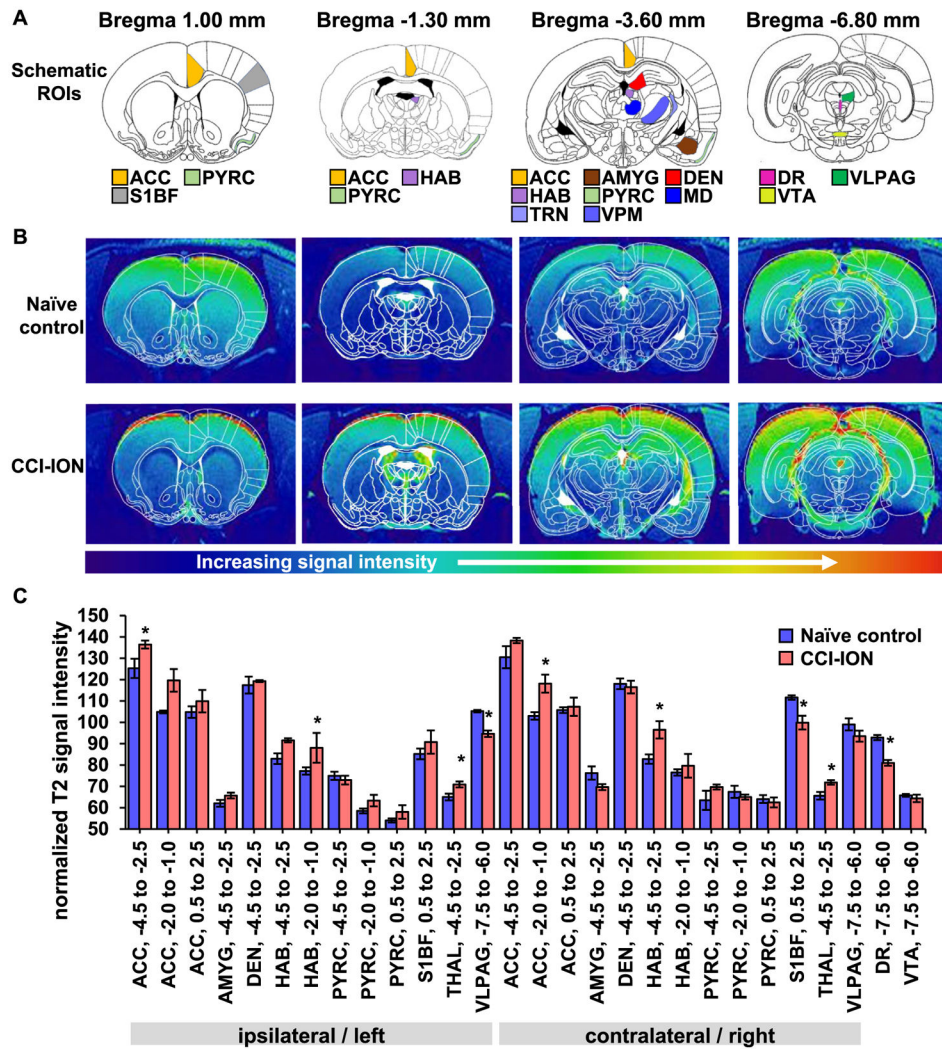 A Bregma 1.00 mm Bregma -1.30 mm Bregma -3.60 mm Bregma -6.80 mm
Schematic
ROIs
ACC PYRC
S1BF
ACC HAB
PYRC
ACC AMYG DEN
HAB PYRC MD
TRN VPM
DR VLPAG
VTA
B
Naïve
control
CCI-ION
Increasing signal intensity
C
normalized T2 signal intensity
150
140
130
120
110
100
90
80
70
60
50
Naïve control
CCI-ION
*
*
*
*
*
*
*
*
*
ACC, -4.5 to -2.5
ACC, -2.0 to -1.0
ACC, 0.5 to 2.5
AMYG, -4.5 to -2.5
DEN, -4.5 to -2.5
HAB, -4.5 to -2.5
HAB, -2.0 to -1.0
PYRC, -4.5 to -2.5
PYRC, -2.0 to -1.0
PYRC, 0.5 to 2.5
S1BF, 0.5 to 2.5
THAL, -4.5 to -2.5
VLPAG, -7.5 to -6.0
ACC, -4.5 to -2.5
ACC, -2.0 to -1.0
ACC, 0.5 to 2.5
AMYG, -4.5 to -2.5
DEN, -4.5 to -2.5
HAB, -4.5 to -2.5
HAB, -2.0 to -1.0
PYRC, -4.5 to -2.5
PYRC, -2.0 to -1.0
PYRC, 0.5 to 2.5
S1BF, 0.5 to 2.5
THAL, -4.5 to -2.5
VLPAG, -7.5 to -6.0
DR, -7.5 to -6.0
VTA, -7.5 to -6.0
ipsilateral / left
contralateral / right